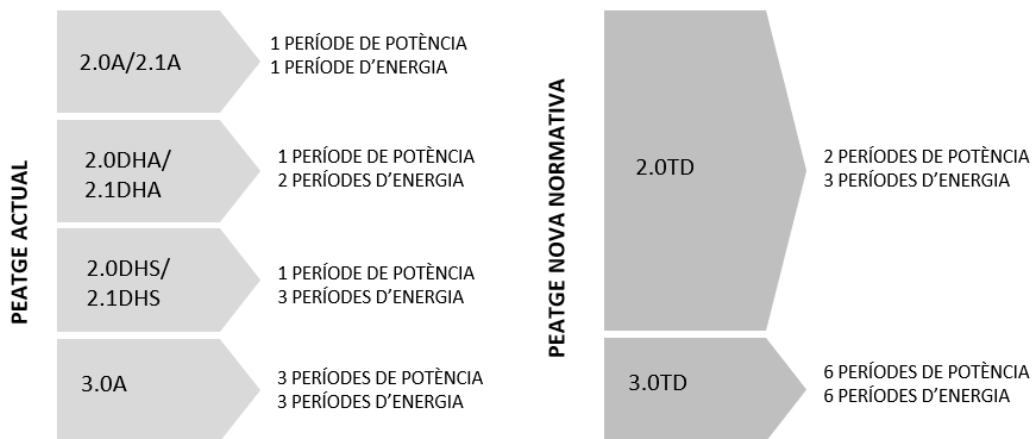 PEATGE ACTUAL
2.0A/2.1A
1 PERÍODE DE POTÈNCIA
1 PERÍODE D'ENERGIA
2.0DHA/
2.1DHA
1 PERÍODE DE POTÈNCIA
2 PERÍODES D'ENERGIA
2.0DHS/
2.1DHS
1 PERÍODE DE POTÈNCIA
3 PERÍODES D'ENERGIA
3.0A
3 PERÍODES DE POTÈNCIA
3 PERÍODES D'ENERGIA
PEATGE NOVA NORMATIVA
2.0TD
2 PERÍODES DE POTÈNCIA
3 PERÍODES D'ENERGIA
3.0TD
6 PERÍODES DE POTÈNCIA
6 PERÍODES D'ENERGIA